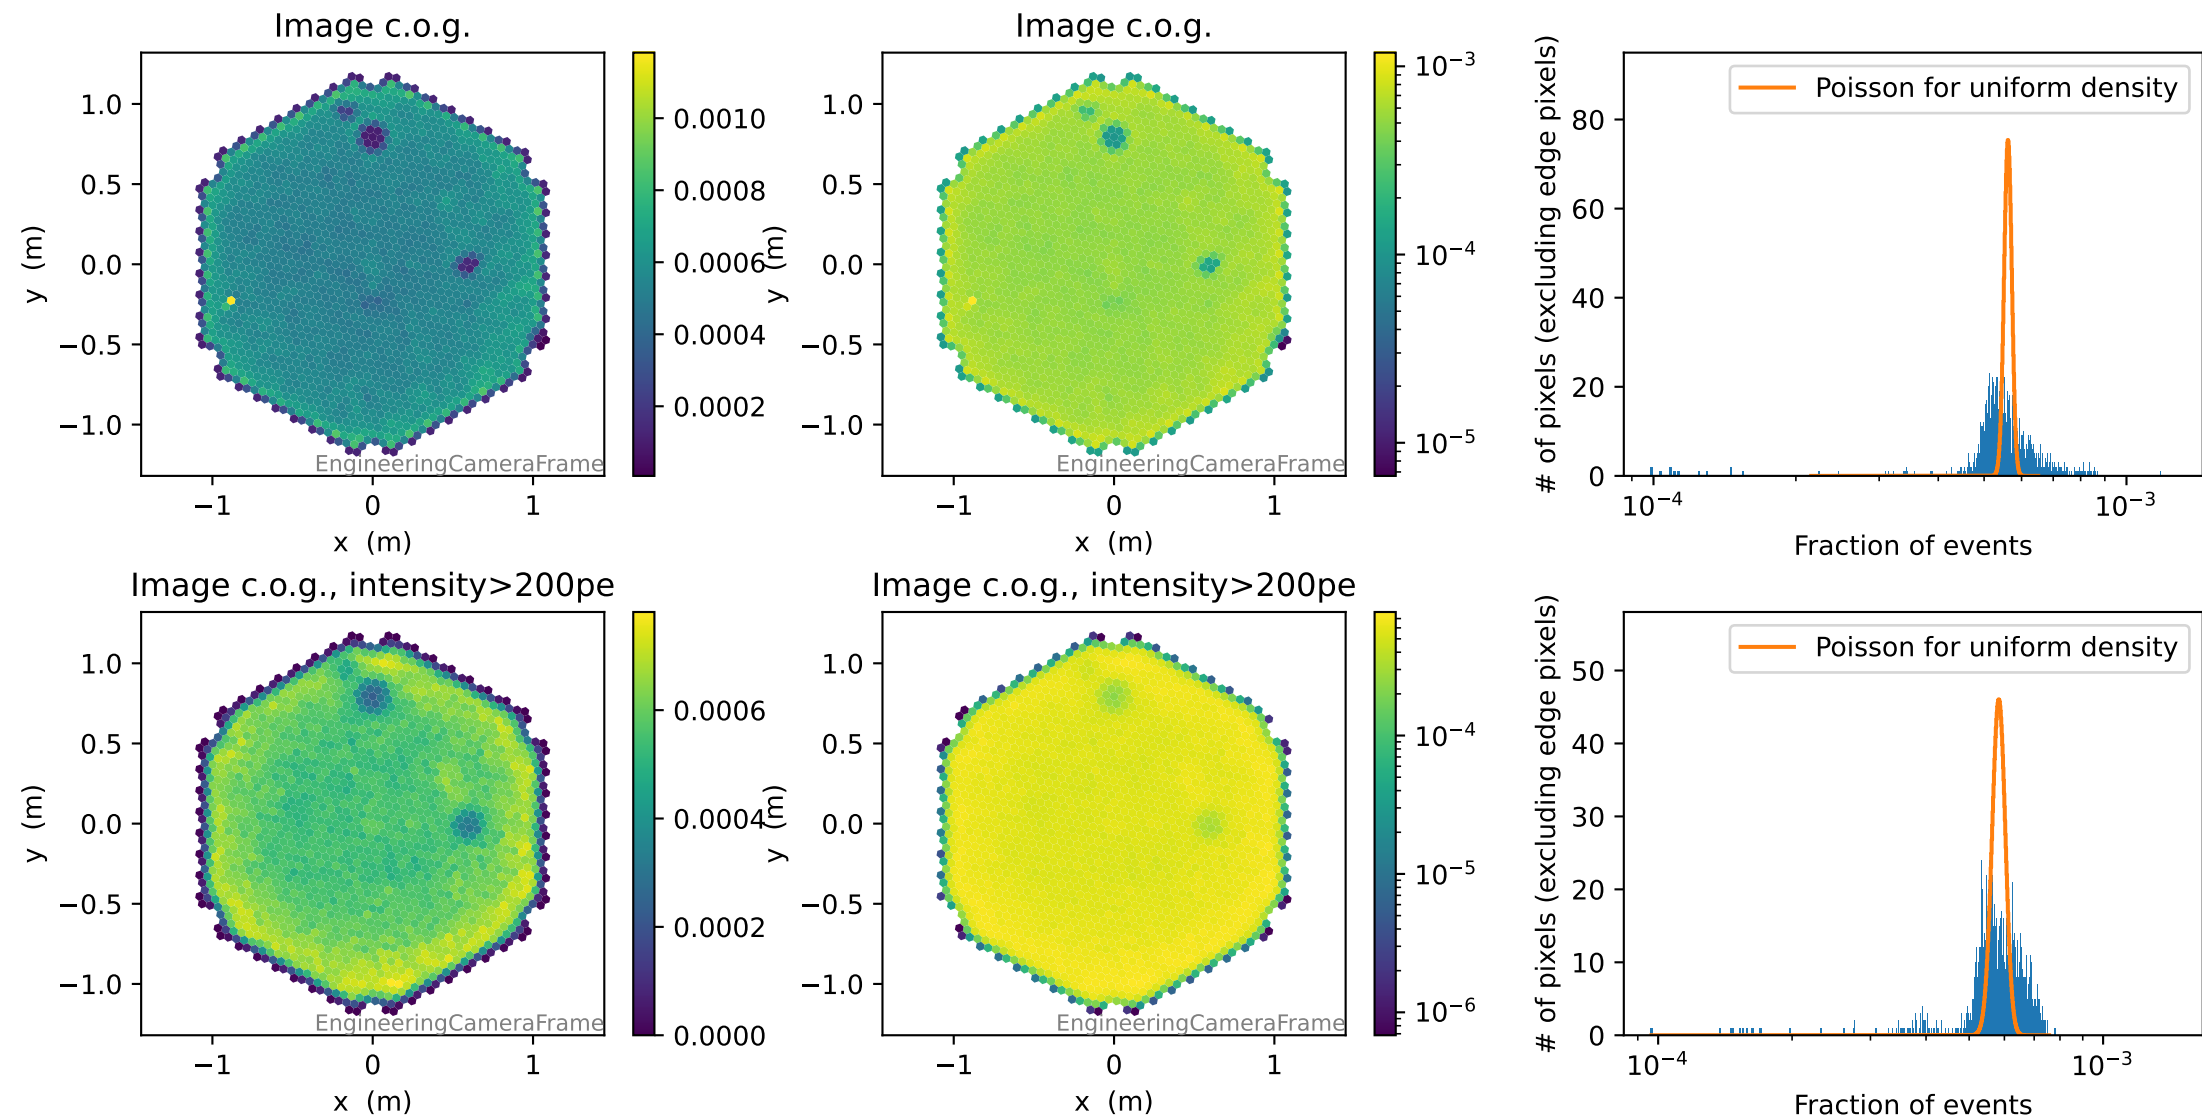 Image c.o.g.
1.0
0.5
0.0
−0.5
−1.0
y (m)
−1
0
1
x (m)
EngineeringCameraFrame
0.0010
0.0008
0.0006
0.0004
0.0002
Image c.o.g.
1.0
0.5
0.0
−0.5
−1.0
y (m)
−1
0
1
x (m)
EngineeringCameraFrame
10⁻³
10⁻⁴
10⁻⁵
Poisson for uniform density
80
60
40
20
0
# of pixels (excluding edge pixels)
10⁻⁴
10⁻³
Fraction of events
Image c.o.g., intensity>200pe
1.0
0.5
0.0
−0.5
−1.0
y (m)
−1
0
1
x (m)
EngineeringCameraFrame
0.0006
0.0004
0.0002
0.0000
Image c.o.g., intensity>200pe
1.0
0.5
0.0
−0.5
−1.0
y (m)
−1
0
1
x (m)
EngineeringCameraFrame
10⁻⁴
10⁻⁵
10⁻⁶
Poisson for uniform density
50
40
30
20
10
0
# of pixels (excluding edge pixels)
10⁻⁴
10⁻³
Fraction of events